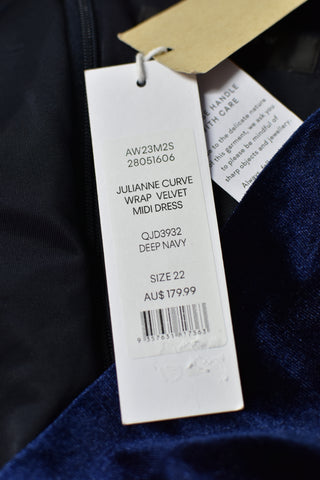 AW23M2S
28051606
JULIANNE CURVE
WRAP VELVET
MIDI DRESS
QJD3932
DEEP NAVY
SIZE 22
AU$ 179.99
HANDLE
WITH CARE
to the delicate nature
of this garment, we ask you
to please be mindful of
sharp objects and jewellery.